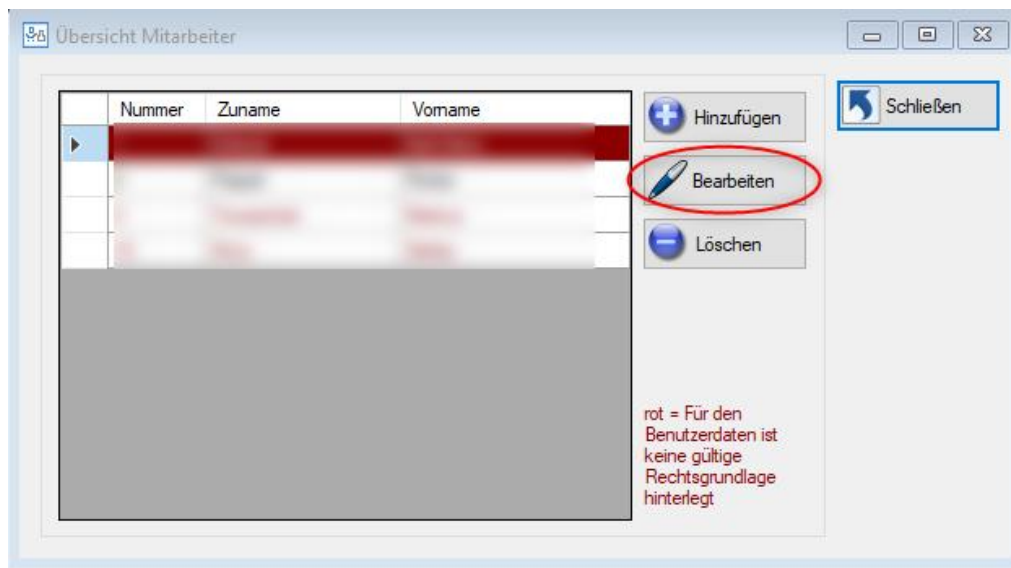 Übersicht Mitarbeiter
Nummer Zuname Vorname
Hinzufügen
Schließen
Bearbeiten
Löschen
rot = Für den
Benutzerdaten ist
keine gültige
Rechtsgrundlage
hinterlegt